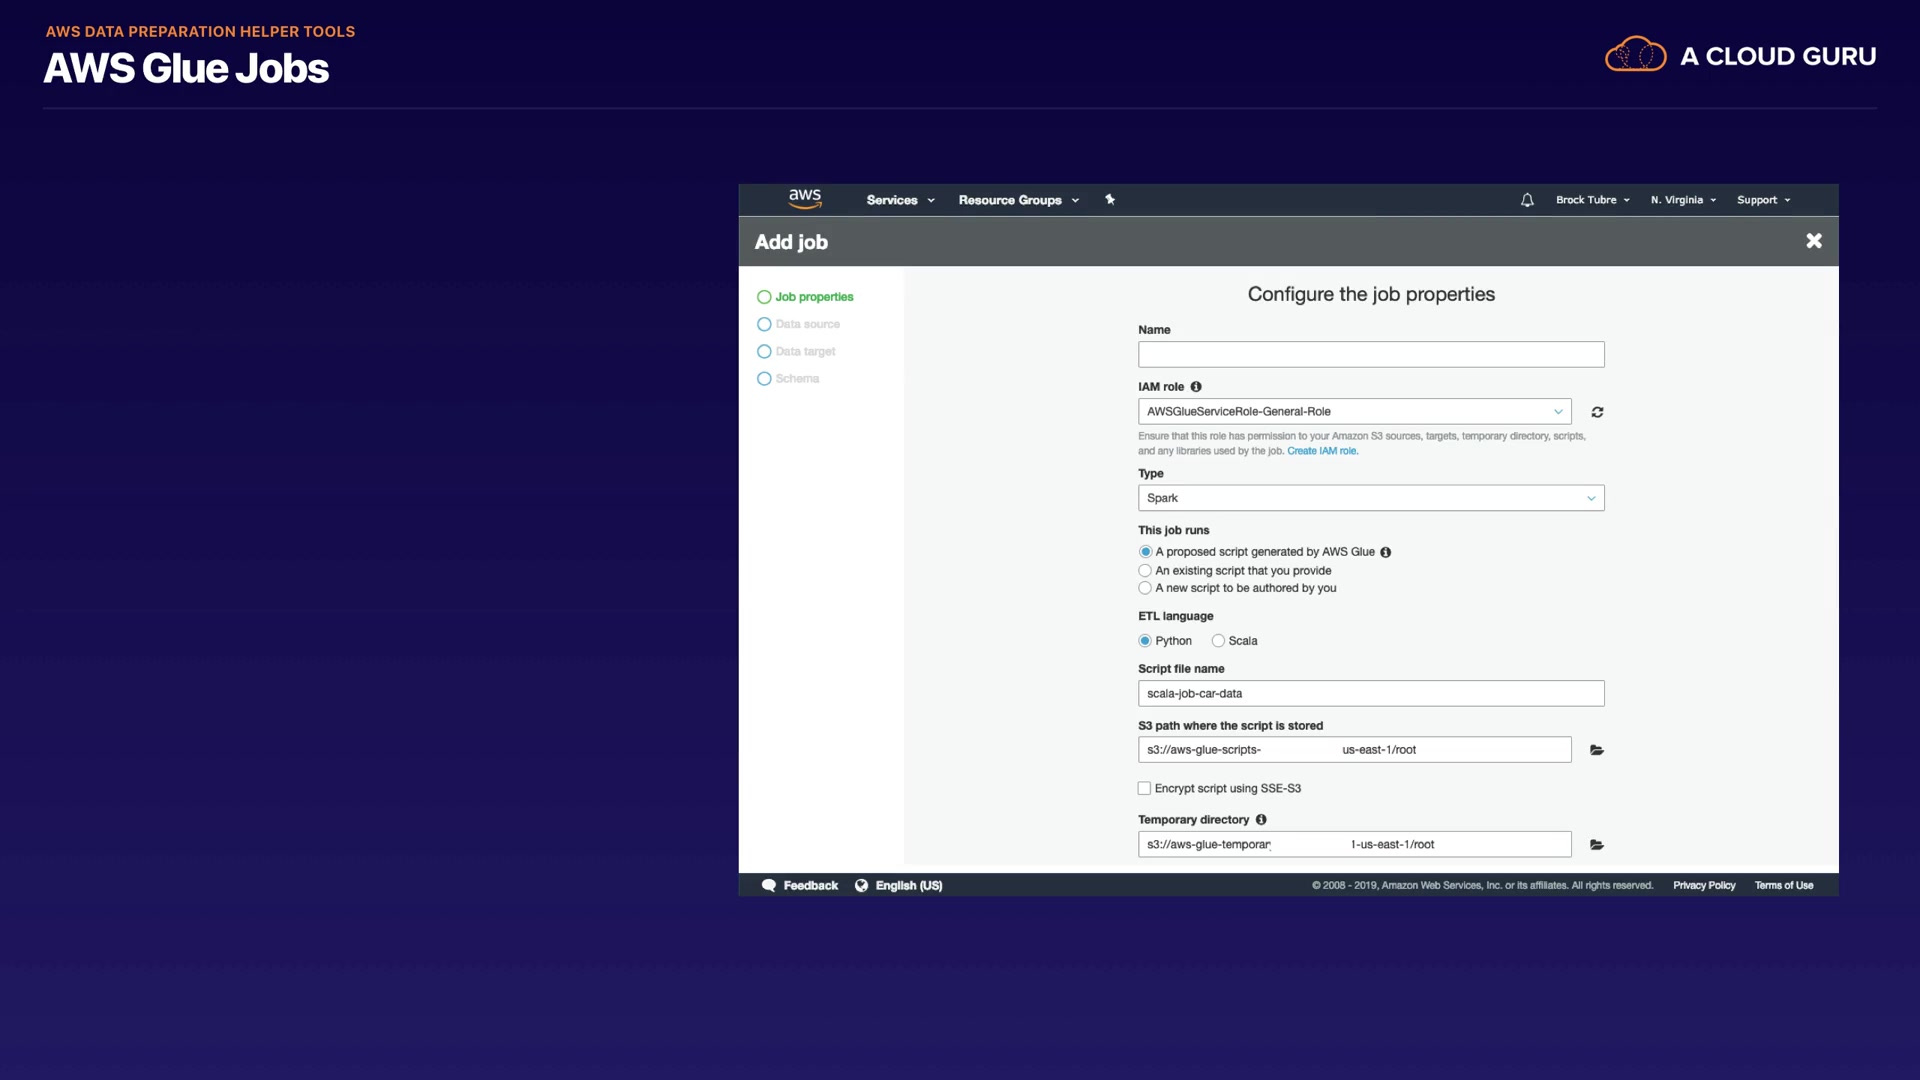 AWS DATA PREPARATION HELPER TOOLS
AWS Glue Jobs
A CLOUD GURU
aws Services Resource Groups Brock Tubre N. Virginia Support
Add job
Job properties
Data source
Data target
Schema
Configure the job properties
Name
IAM role
AWSGlueServiceRole-General-Role
Ensure that this role has permission to your Amazon S3 sources, targets, temporary directory, scripts,
and any libraries used by the job. Create IAM role.
Type
Spark
This job runs
A proposed script generated by AWS Glue
An existing script that you provide
A new script to be authored by you
ETL language
Python Scala
Script file name
scala-job-car-data
S3 path where the script is stored
s3://aws-glue-scripts- us-east-1/root
Encrypt script using SSE-S3
Temporary directory
s3://aws-glue-temporary 1-us-east-1/root
Feedback English (US) © 2008 - 2019, Amazon Web Services, Inc. or its affiliates. All rights reserved. Privacy Policy Terms of Use